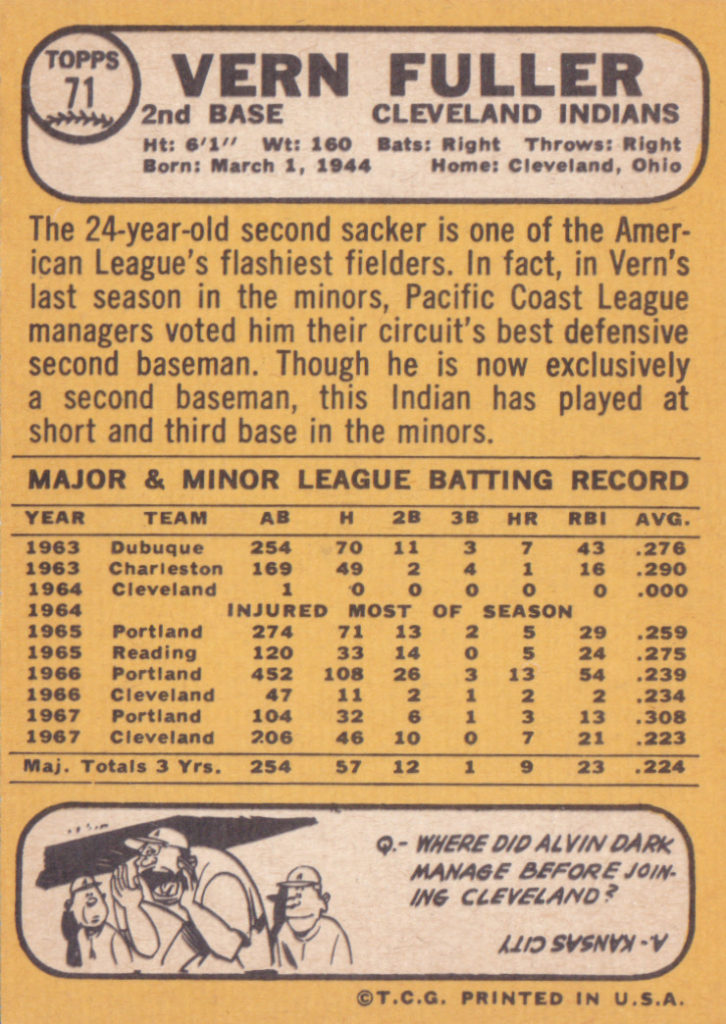 TOPPS
71
VERN FULLER
2nd BASE CLEVELAND INDIANS
Ht: 6'1" Wt: 160 Bats: Right Throws: Right
Born: March 1, 1944 Home: Cleveland, Ohio
The 24-year-old second sacker is one of the Amer-
ican League's flashiest fielders. In fact, in Vern's
last season in the minors, Pacific Coast League
managers voted him their circuit's best defensive
second baseman. Though he is now exclusively
a second baseman, this Indian has played at
short and third base in the minors.
MAJOR & MINOR LEAGUE BATTING RECORD
YEAR TEAM AB H 2B 3B HR RBI AVG.
1963 Dubuque 254 70 11 3 7 43 .276
1963 Charleston 169 49 2 4 1 16 .290
1964 Cleveland 1 0 0 0 0 0 .000
1964 INJURED MOST OF SEASON
1965 Portland 274 71 13 2 5 29 .259
1965 Reading 120 33 14 0 5 24 .275
1966 Portland 452 108 26 3 13 54 .239
1966 Cleveland 47 11 2 1 2 2 .234
1967 Portland 104 32 6 1 3 13 .308
1967 Cleveland 206 46 10 0 7 21 .223
Maj. Totals 3 Yrs. 254 57 12 1 9 23 .224
Q.- WHERE DID ALVIN DARK
MANAGE BEFORE JOIN-
ING CLEVELAND?
A.- KANSAS CITY
©T.C.G. PRINTED IN U.S.A.